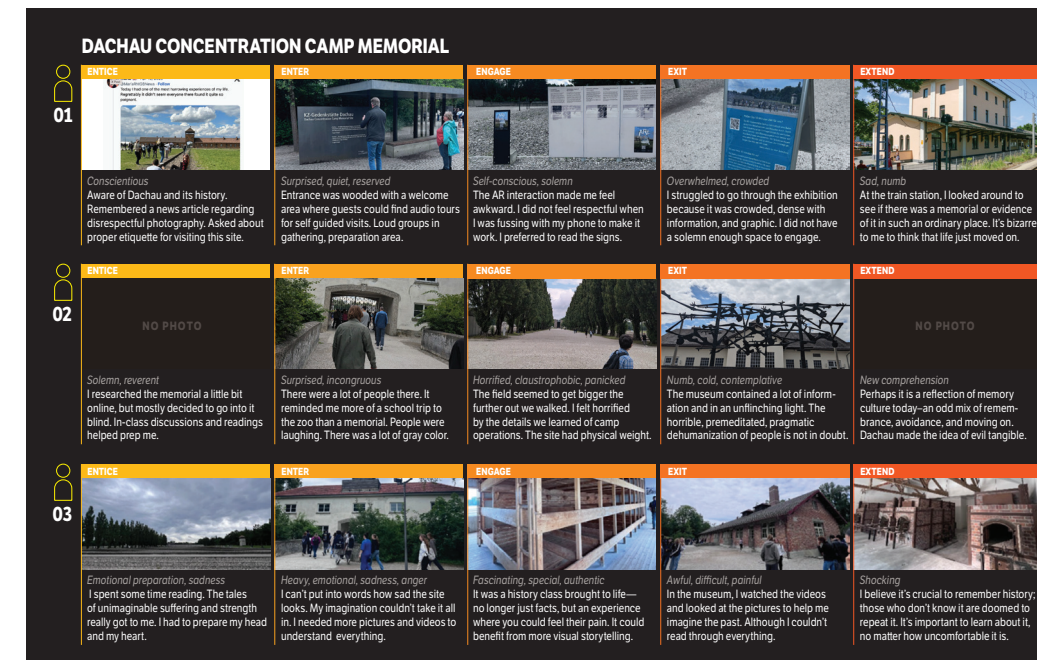 DACHAU CONCENTRATION CAMP MEMORIAL
01
ENTICE
Today I had one of the most harrowing experiences of my life.
Regrettably it didn't seem everyone there found it quite so
poignant.
Conscientious
Aware of Dachau and its history.
Remembered a news article regarding
disrespectful photography. Asked about
proper etiquette for visiting this site.
ENTER
KZ-Gedenkstätte Dachau
Surprised, quiet, reserved
Entrance was wooded with a welcome
area where guests could find audio tours
for self guided visits. Loud groups in
gathering, preparation area.
ENGAGE
Self-conscious, solemn
The AR interaction made me feel
awkward. I did not feel respectful when
I was fussing with my phone to make it
work. I preferred to read the signs.
EXIT
Overwhelmed, crowded
I struggled to go through the exhibition
because it was crowded, dense with
information, and graphic. I did not have
a solemn enough space to engage.
EXTEND
Sad, numb
At the train station, I looked around to
see if there was a memorial or evidence
of it in such an ordinary place. It's bizarre
to me to think that life just moved on.
02
ENTICE
NO PHOTO
Solemn, reverent
I researched the memorial a little bit
online, but mostly decided to go into it
blind. In-class discussions and readings
helped prep me.
ENTER
Surprised, incongruous
There were a lot of people there. It
reminded me more of a school trip to
the zoo than a memorial. People were
laughing. There was a lot of gray color.
ENGAGE
Horrified, claustrophobic, panicked
The field seemed to get bigger the
further out we walked. I felt horrified
by the details we learned of camp
operations. The site had physical weight.
EXIT
Numb, cold, contemplative
The museum contained a lot of inform-
ation and in an unflinching light. The
horrible, premeditated, pragmatic
dehumanization of people is not in doubt.
EXTEND
NO PHOTO
New comprehension
Perhaps it is a reflection of memory
culture today–an odd mix of remem-
brance, avoidance, and moving on.
Dachau made the idea of evil tangible.
03
ENTICE
Emotional preparation, sadness
I spent some time reading. The tales
of unimaginable suffering and strength
really got to me. I had to prepare my head
and my heart.
ENTER
Heavy, emotional, sadness, anger
I can't put into words how sad the site
looks. My imagination couldn't take it all
in. I needed more pictures and videos to
understand everything.
ENGAGE
Fascinating, special, authentic
It was a history class brought to life—
no longer just facts, but an experience
where you could feel their pain. It could
benefit from more visual storytelling.
EXIT
Awful, difficult, painful
In the museum, I watched the videos
and looked at the pictures to help me
imagine the past. Although I couldn't
read through everything.
EXTEND
Shocking
I believe it's crucial to remember history;
those who don't know it are doomed to
repeat it. It's important to learn about it,
no matter how uncomfortable it is.